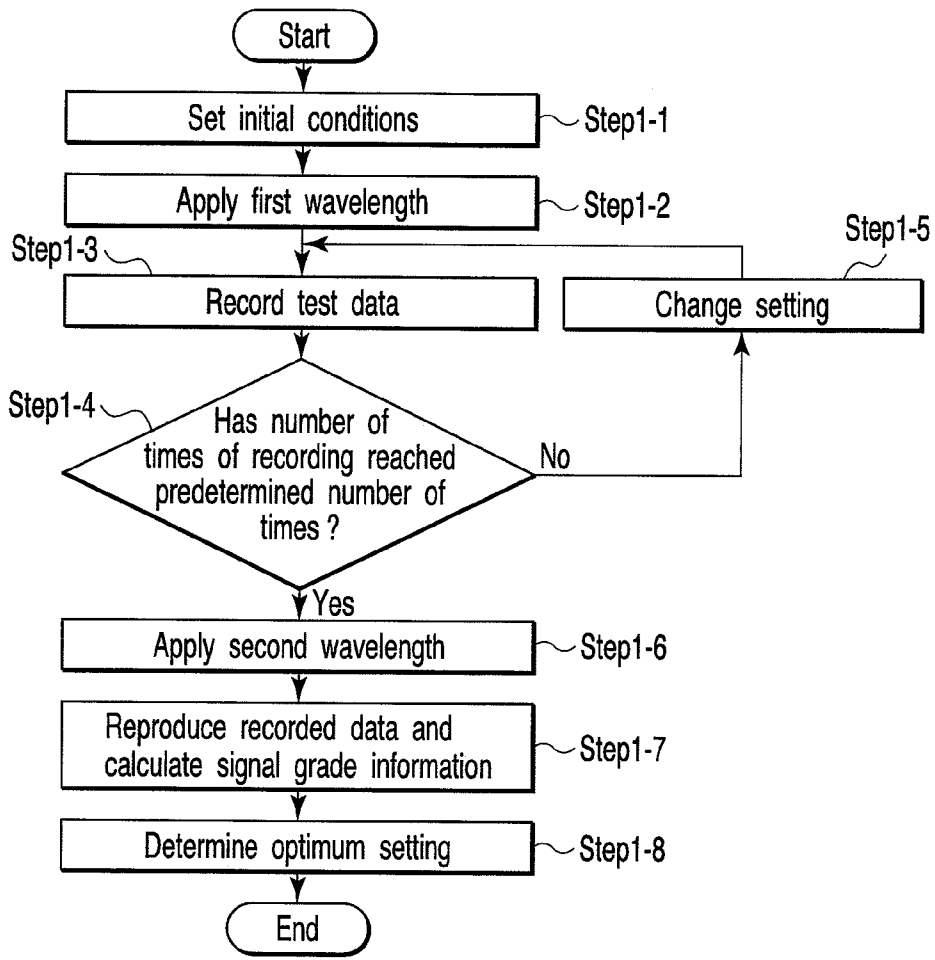 Start
Set initial conditions
Step1-1
Apply first wavelength
Step1-2
Step1-3
Step1-5
Record test data
Change setting
Step1-4
Has number of
times of recording reached
predetermined number of
times ?
No
Yes
Apply second wavelength
Step1-6
Reproduce recorded data and
calculate signal grade information
Step1-7
Determine optimum setting
Step1-8
End